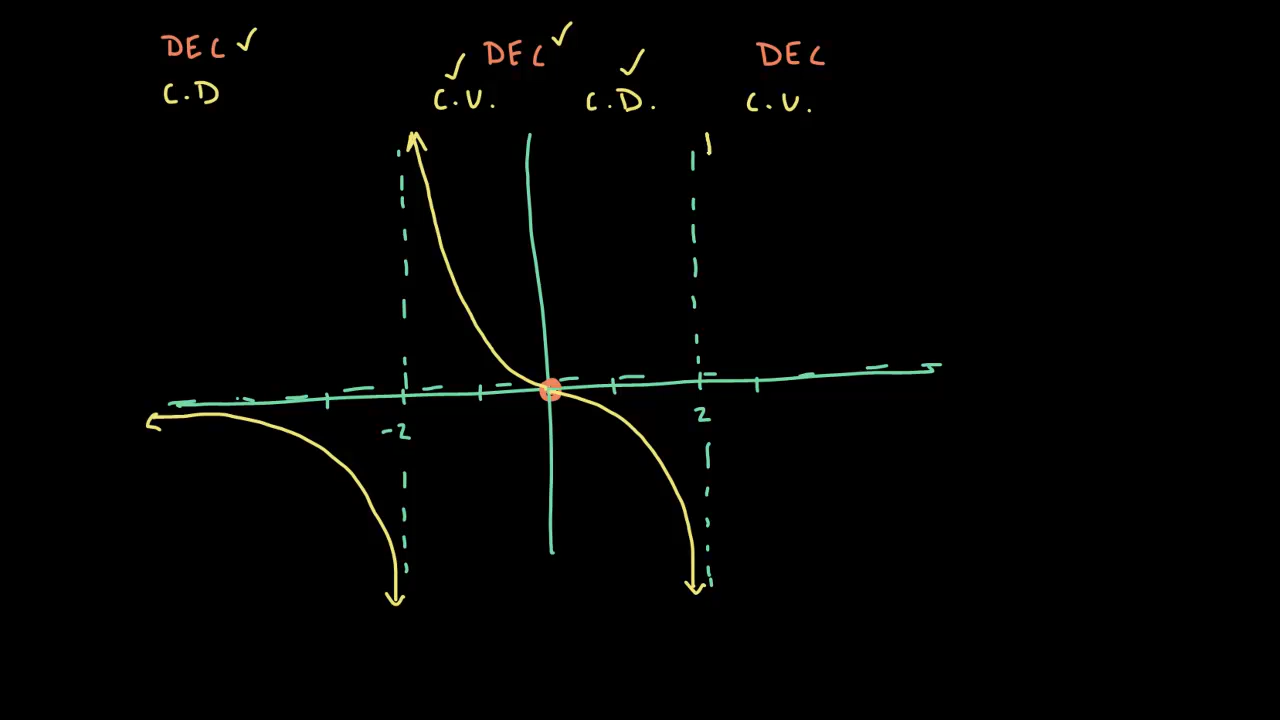 DEC ✓ DEC ✓ DEC
C.D ✓ C.U. ✓ C.D. C.U.
-2 2